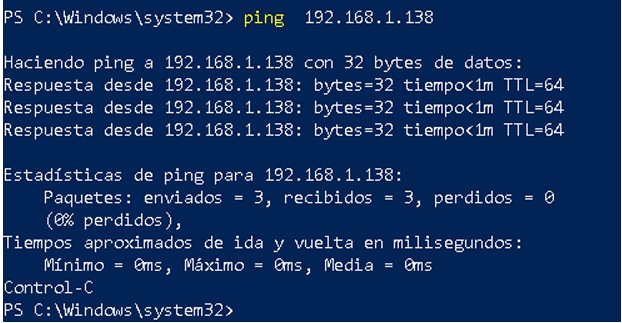 PS C:\Windows\system32> ping  192.168.1.138
Haciendo ping a 192.168.1.138 con 32 bytes de datos:
Respuesta desde 192.168.1.138: bytes=32 tiempo<1m TTL=64
Respuesta desde 192.168.1.138: bytes=32 tiempo<1m TTL=64
Respuesta desde 192.168.1.138: bytes=32 tiempo<1m TTL=64
Estadísticas de ping para 192.168.1.138:
    Paquetes: enviados = 3, recibidos = 3, perdidos = 0
    (0% perdidos),
Tiempos aproximados de ida y vuelta en milisegundos:
    Mínimo = 0ms, Máximo = 0ms, Media = 0ms
Control-C
PS C:\Windows\system32>